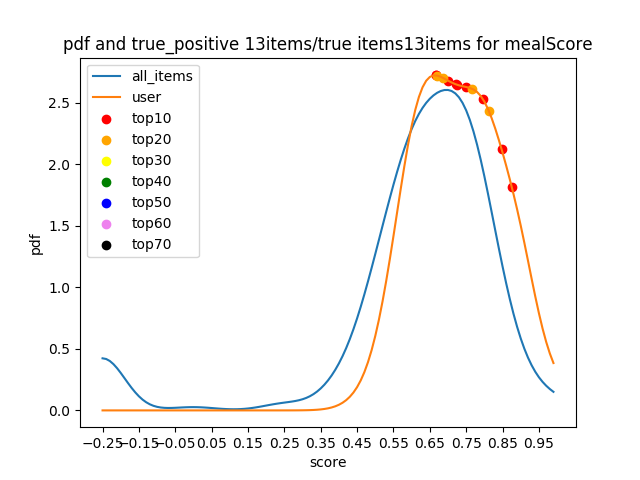 pdf and true_positive 13items/true items13items for mealScore
all_items
user
top10
top20
top30
top40
top50
top60
top70
pdf
2.5
2.0
1.5
1.0
0.5
0.0
−0.25 −0.15 −0.05 0.05 0.15 0.25 0.35 0.45 0.55 0.65 0.75 0.85 0.95
score